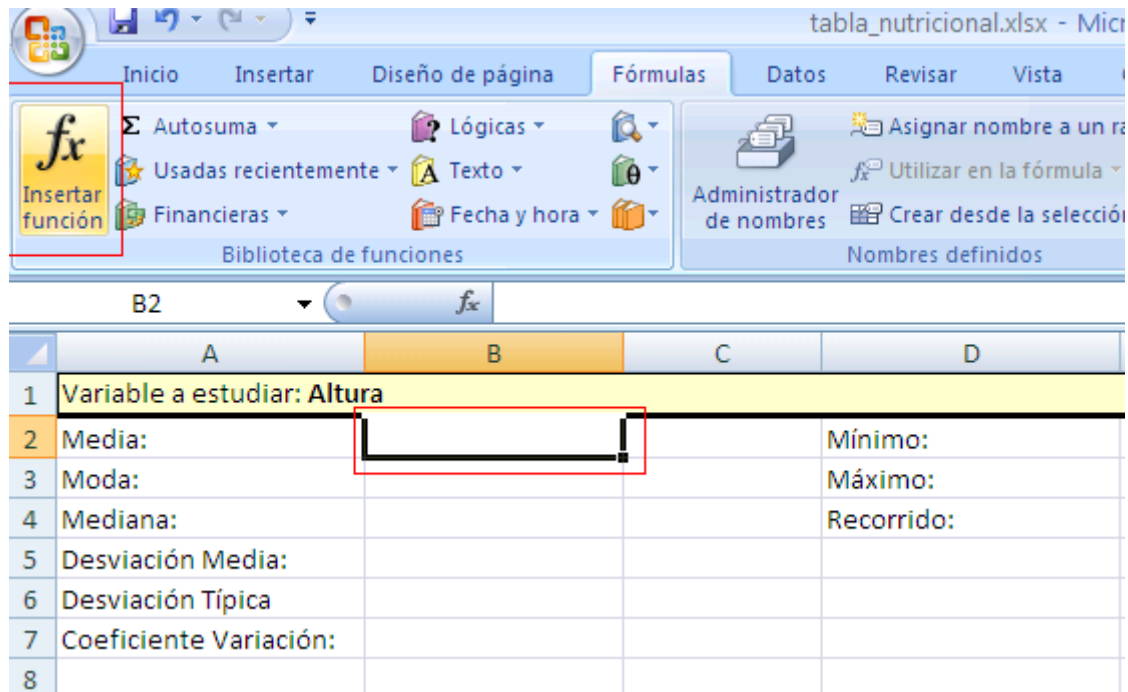 tabla_nutricional.xlsx - Micr
Inicio Insertar Diseño de página Fórmulas Datos Revisar Vista
fx Insertar función
Σ Autosuma
Usadas recientemente
Financieras
Lógicas
Texto
Fecha y hora
Biblioteca de funciones
Administrador de nombres
Asignar nombre a un ra
Utilizar en la fórmula
Crear desde la selección
Nombres definidos
B2 fx
A B C D
1 Variable a estudiar: Altura
2 Media: Mínimo:
3 Moda: Máximo:
4 Mediana: Recorrido:
5 Desviación Media:
6 Desviación Típica
7 Coeficiente Variación:
8